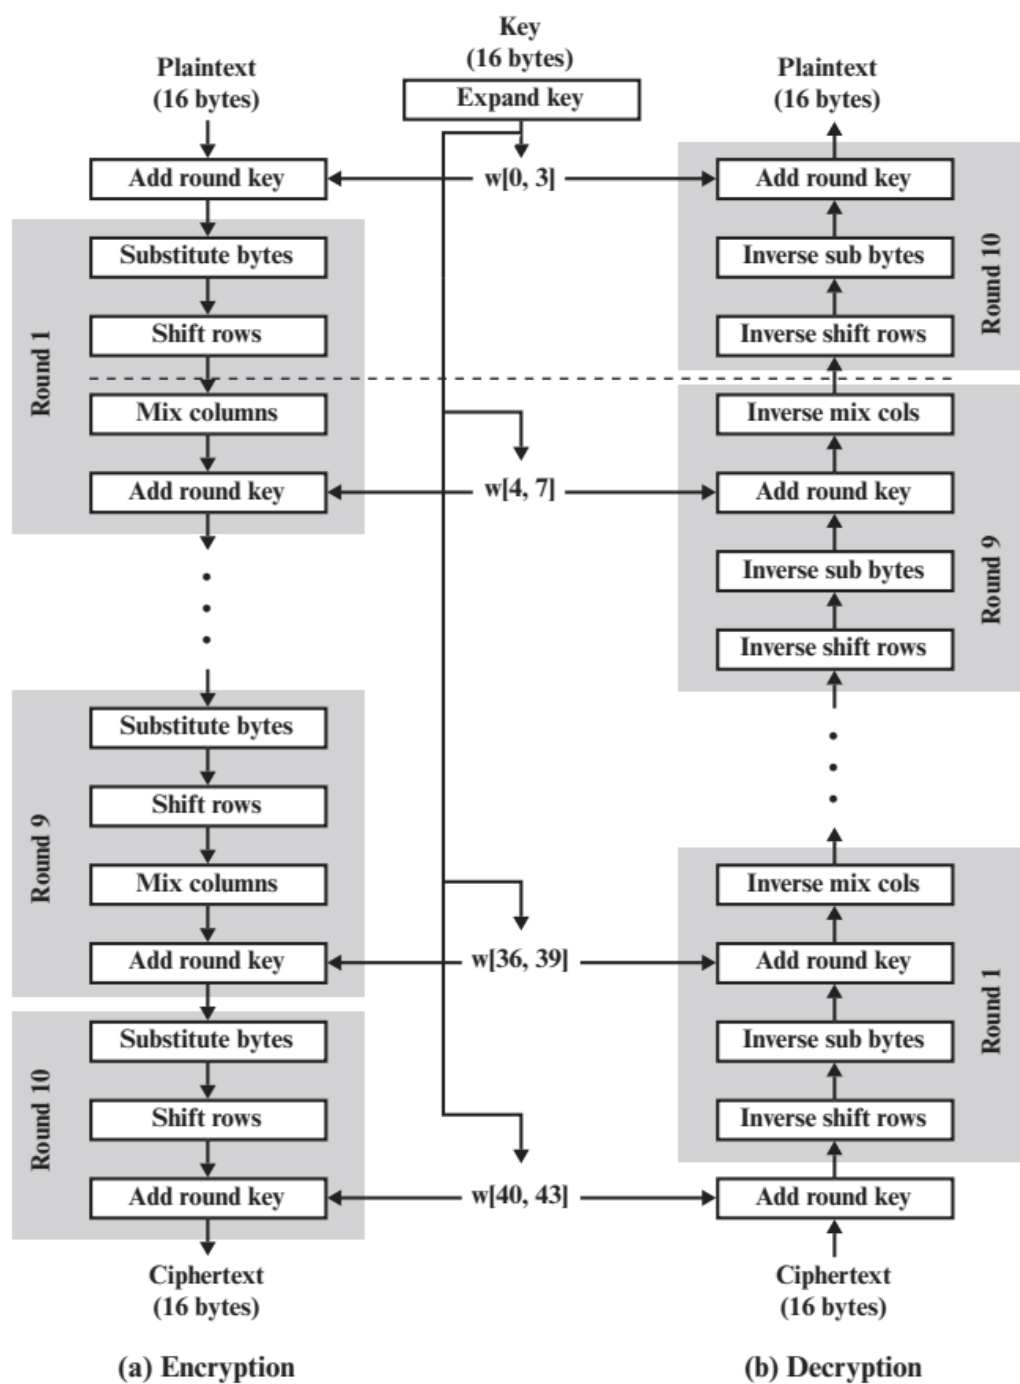 Key
(16 bytes)
Expand key
Plaintext
(16 bytes)
Add round key
Round 1
Substitute bytes
Shift rows
Mix columns
Add round key
Round 9
Substitute bytes
Shift rows
Mix columns
Add round key
Round 10
Substitute bytes
Shift rows
Add round key
Ciphertext
(16 bytes)
(a) Encryption
w[0, 3]
w[4, 7]
w[36, 39]
w[40, 43]
Plaintext
(16 bytes)
Add round key
Inverse sub bytes
Inverse shift rows
Round 10
Inverse mix cols
Add round key
Inverse sub bytes
Inverse shift rows
Round 9
Inverse mix cols
Add round key
Inverse sub bytes
Inverse shift rows
Round 1
Add round key
Ciphertext
(16 bytes)
(b) Decryption